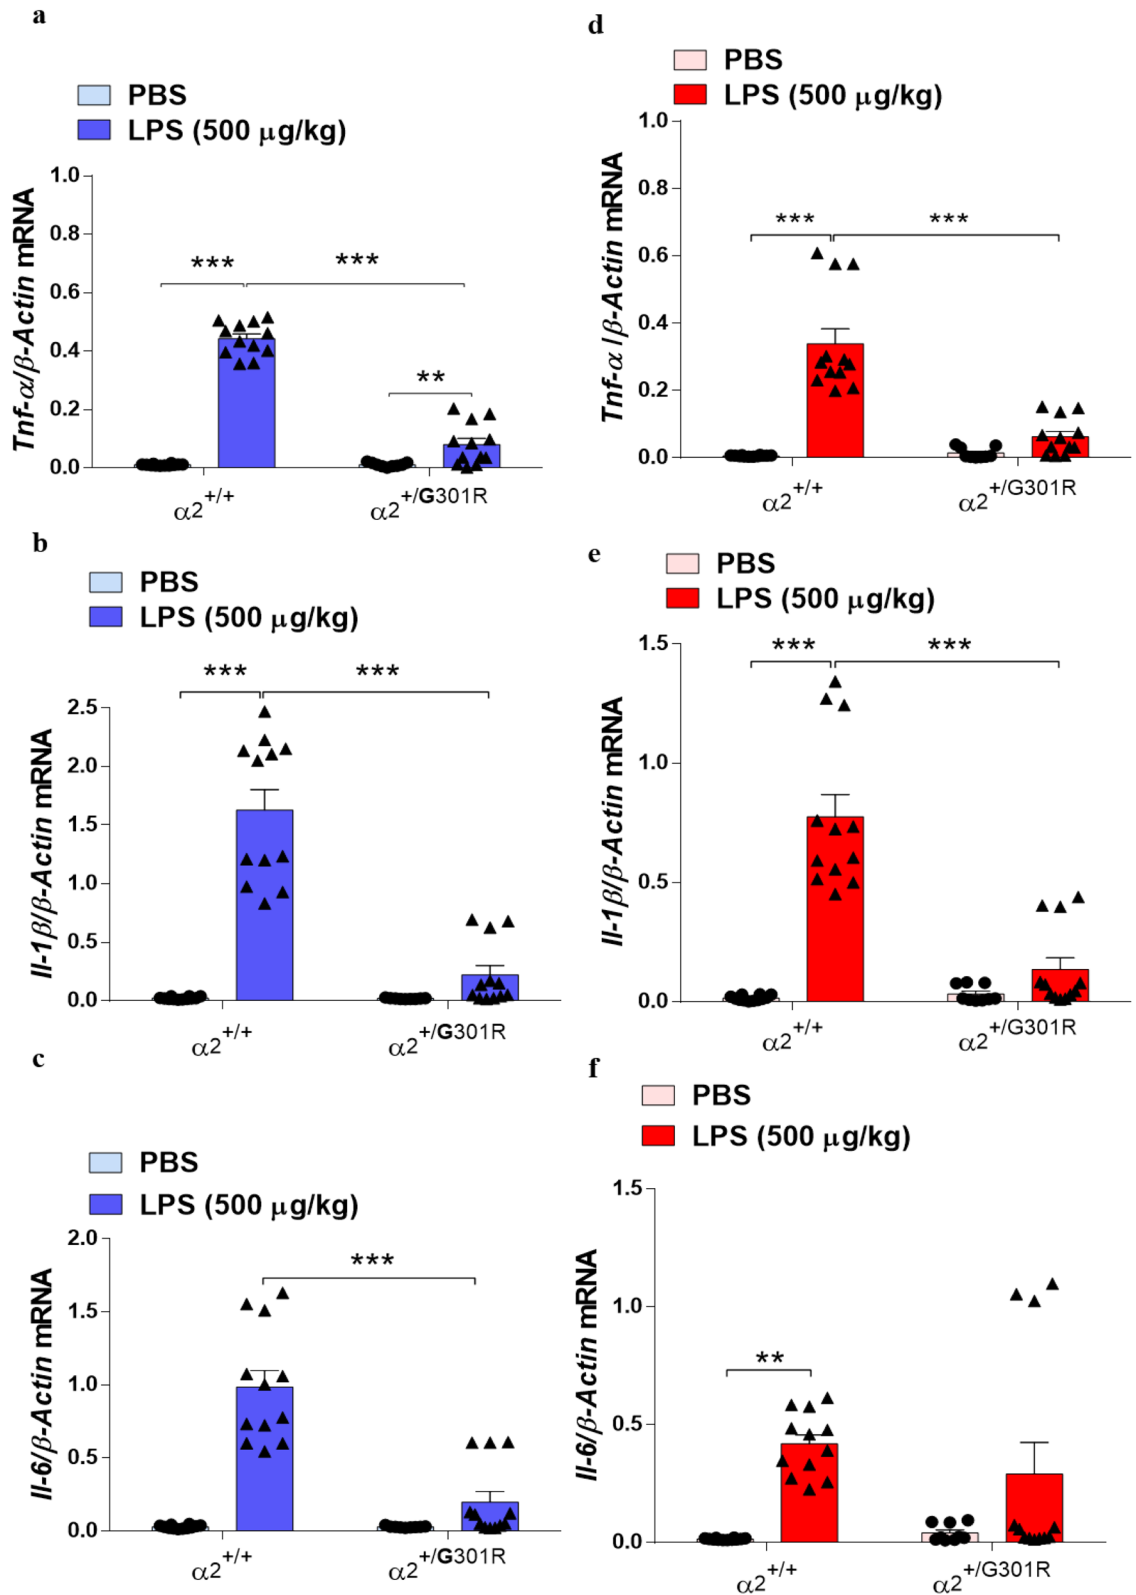 a
PBS
LPS (500 μg/kg)
Tnf-α/β-Actin mRNA
1.0
0.8
0.6
0.4
0.2
0.0
***
***
**
α2+/+
α2+/G301R
b
PBS
LPS (500 μg/kg)
Il-1β/β-Actin mRNA
2.5
2.0
1.5
1.0
0.5
0.0
***
***
α2+/+
α2+/G301R
c
PBS
LPS (500 μg/kg)
Il-6/β-Actin mRNA
2.0
1.5
1.0
0.5
0.0
***
α2+/+
α2+/G301R
d
PBS
LPS (500 μg/kg)
Tnf-α /β-Actin mRNA
1.0
0.8
0.6
0.4
0.2
0.0
***
***
α2+/+
α2+/G301R
e
PBS
LPS (500 μg/kg)
Il-1β/β-Actin mRNA
1.5
1.0
0.5
0.0
***
***
α2+/+
α2+/G301R
f
PBS
LPS (500 μg/kg)
Il-6/β-Actin mRNA
1.5
1.0
0.5
0.0
**
α2+/+
α2+/G301R